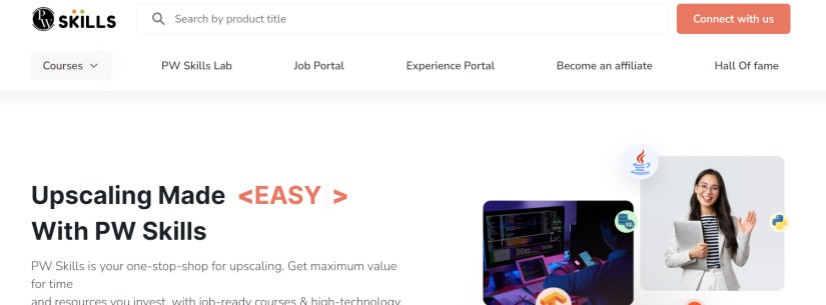 PW SKILLS
Search by product title
Connect with us
Courses
PW Skills Lab
Job Portal
Experience Portal
Become an affiliate
Hall Of fame
Upscaling Made <EASY >
With PW Skills
PW Skills is your one-stop-shop for upscaling. Get maximum value
for time
and resources you invest, with job-ready courses & high-technology,